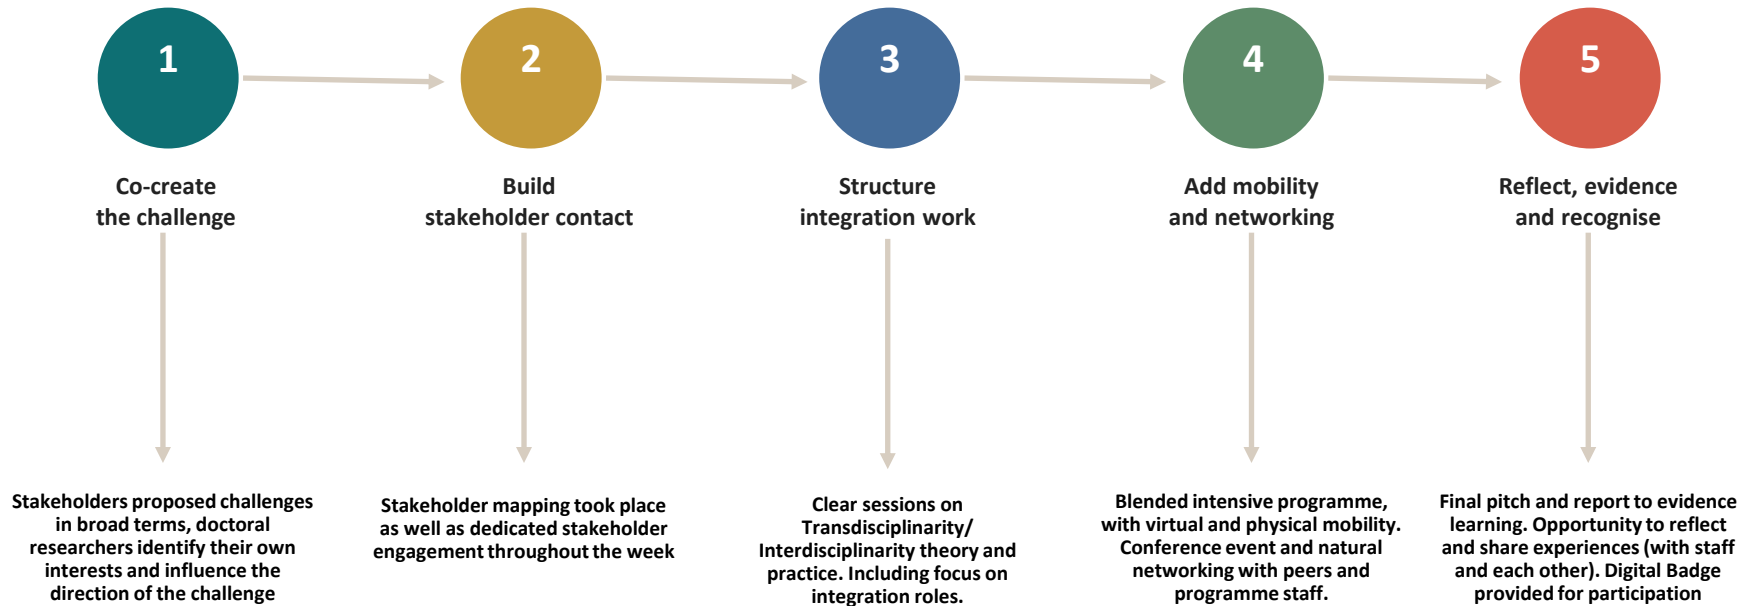 1
2
3
4
5
Co-create
the challenge
Build
stakeholder contact
Structure
integration work
Add mobility
and networking
Reflect, evidence
and recognise
Stakeholders proposed challenges
in broad terms, doctoral
researchers identify their own
interests and influence the
direction of the challenge
Stakeholder mapping took place
as well as dedicated stakeholder
engagement throughout the week
Clear sessions on
Transdisciplinarity/
Interdisciplinarity theory and
practice. Including focus on
integration roles.
Blended intensive programme,
with virtual and physical mobility.
Conference event and natural
networking with peers and
programme staff.
Final pitch and report to evidence
learning. Opportunity to reflect
and share experiences (with staff
and each other). Digital Badge
provided for participation